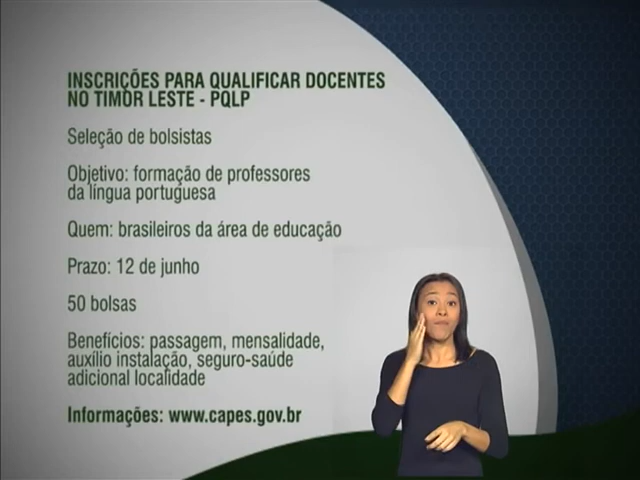 INSCRIÇÕES PARA QUALIFICAR DOCENTES
NO TIMOR LESTE - PQLP
Seleção de bolsistas
Objetivo: formação de professores
da língua portuguesa
Quem: brasileiros da área de educação
Prazo: 12 de junho
50 bolsas
Benefícios: passagem, mensalidade,
auxílio instalação, seguro-saúde
adicional localidade
Informações: www.capes.gov.br